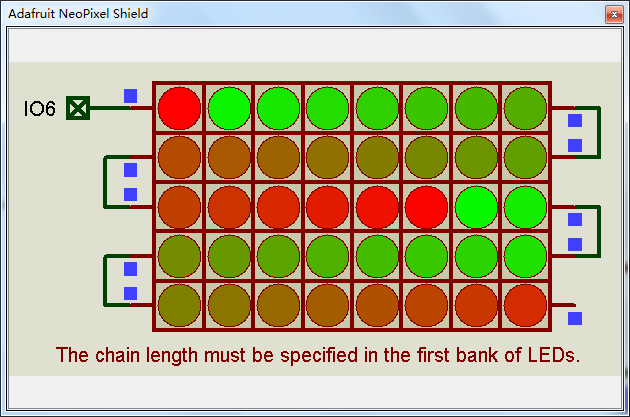 Adafruit NeoPixel Shield
IO6
The chain length must be specified in the first bank of LEDs.